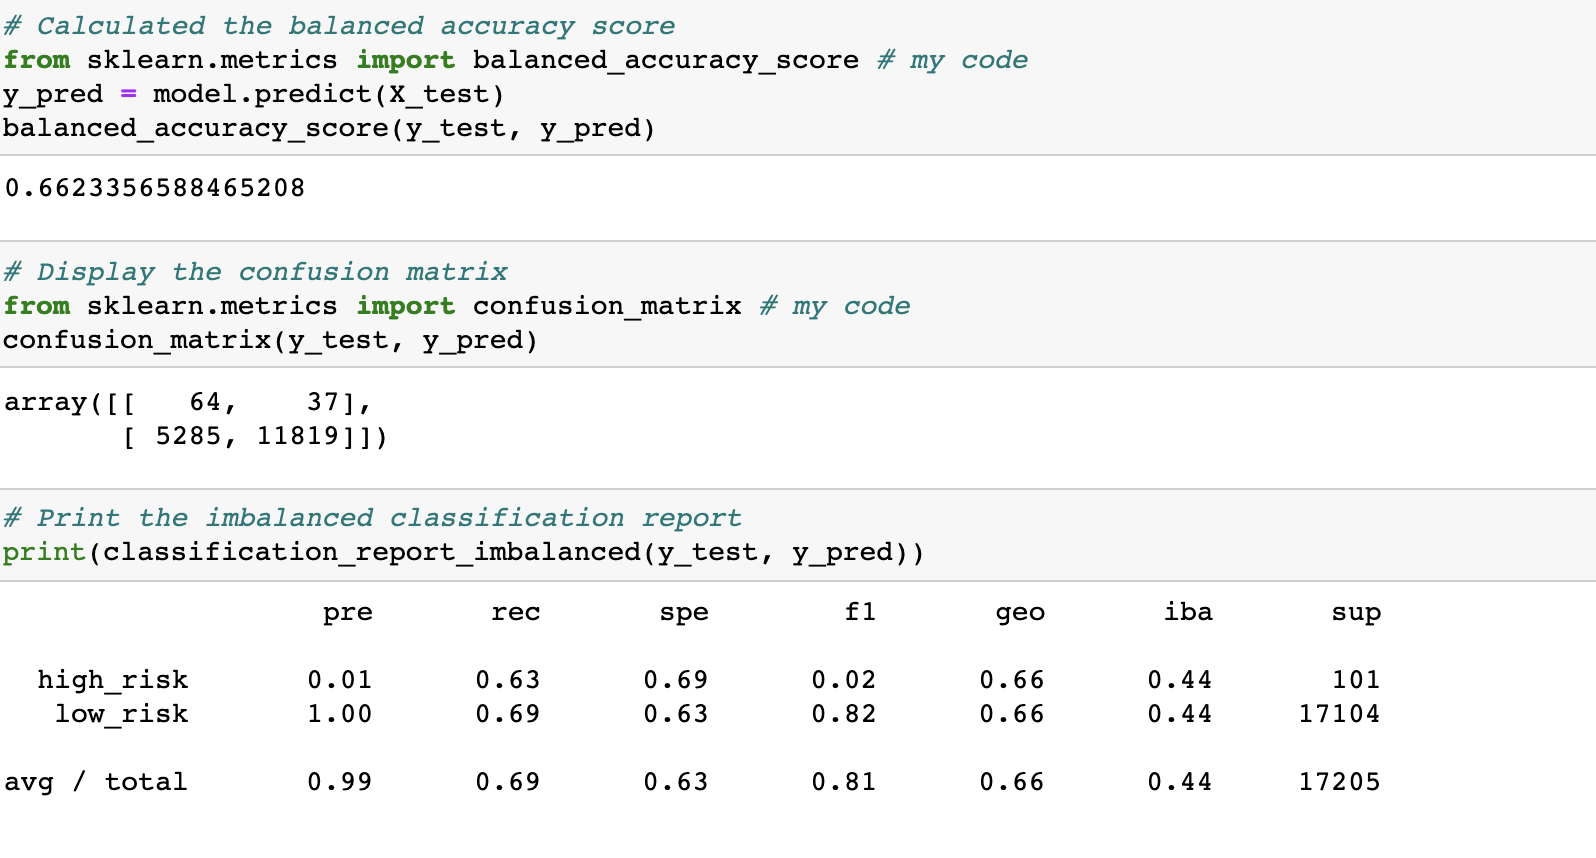 # Calculated the balanced accuracy score
from sklearn.metrics import balanced_accuracy_score # my code
y_pred = model.predict(X_test)
balanced_accuracy_score(y_test, y_pred)
0.6623356588465208
# Display the confusion matrix
from sklearn.metrics import confusion_matrix # my code
confusion_matrix(y_test, y_pred)
array([[   64,    37],
       [ 5285, 11819]])
# Print the imbalanced classification report
print(classification_report_imbalanced(y_test, y_pred))
                   pre       rec       spe        f1       geo       iba       sup
  high_risk       0.01      0.63      0.69      0.02      0.66      0.44       101
   low_risk       1.00      0.69      0.63      0.82      0.66      0.44     17104
avg / total       0.99      0.69      0.63      0.81      0.66      0.44     17205